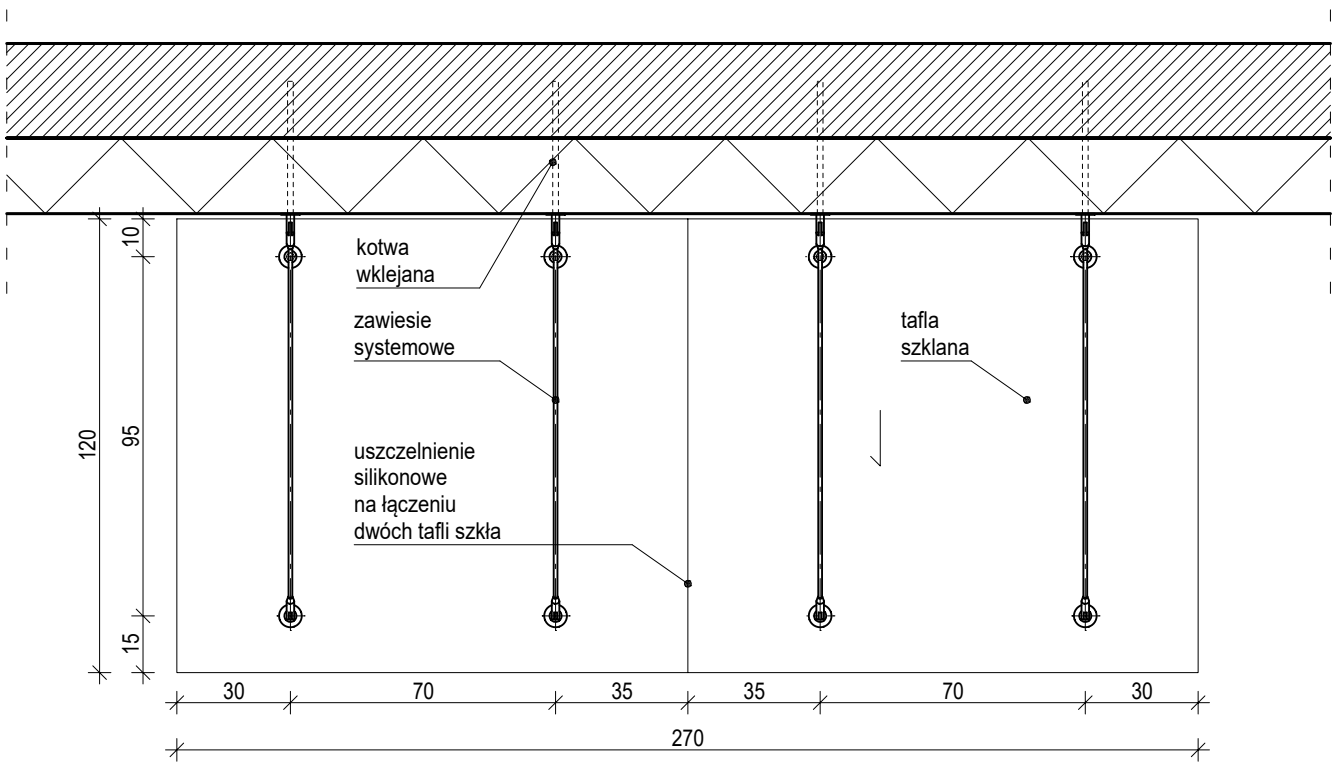 kotwa
wklejana
zawiesie
systemowe
tafla
szklana
uszczelnienie
silikonowe
na łączeniu
dwóch tafli szkła
10
95
120
15
30
70
35
35
70
30
270